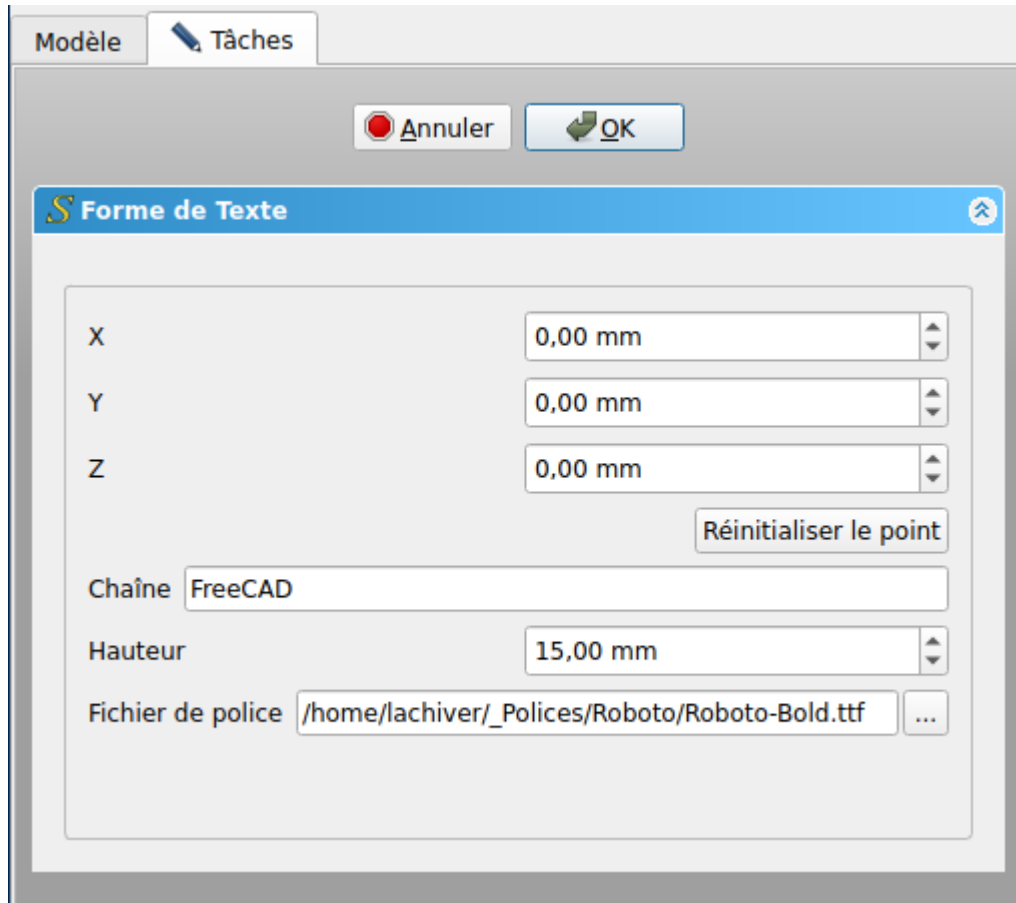 Modèle Tâches
Annuler OK
S Forme de Texte
X 0,00 mm
Y 0,00 mm
Z 0,00 mm
Réinitialiser le point
Chaîne FreeCAD
Hauteur 15,00 mm
Fichier de police /home/lachiver/_Polices/Roboto/Roboto-Bold.ttf ...